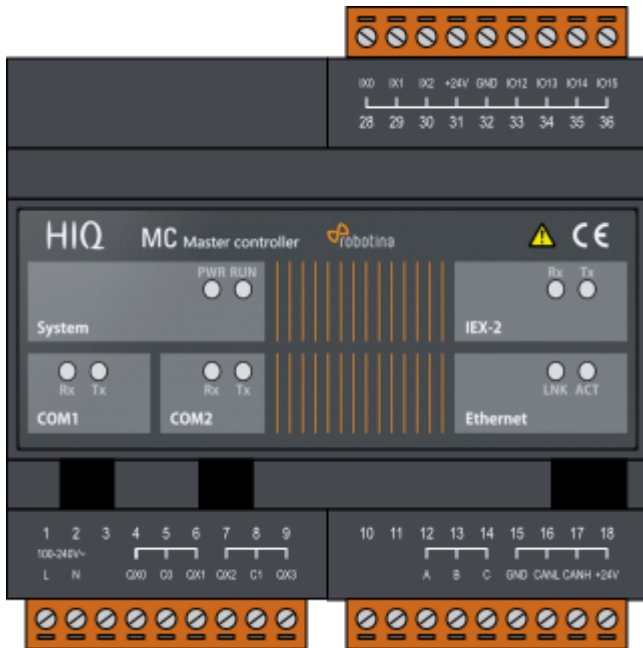 IX0 IX1 IX2 +24V GND IO12 IO13 IO14 IO15
28 29 30 31 32 33 34 35 36
HIQ MC Master controller robotina CE
PWR RUN
System
Rx Tx
IEX-2
Rx Tx
COM1
Rx Tx
COM2
LNK ACT
Ethernet
1 2 3 4 5 6 7 8 9
100-240V~
L N QX0 C0 QX1 QX2 C1 QX3
10 11 12 13 14 15 16 17 18
A B C GND CANL CANH +24V